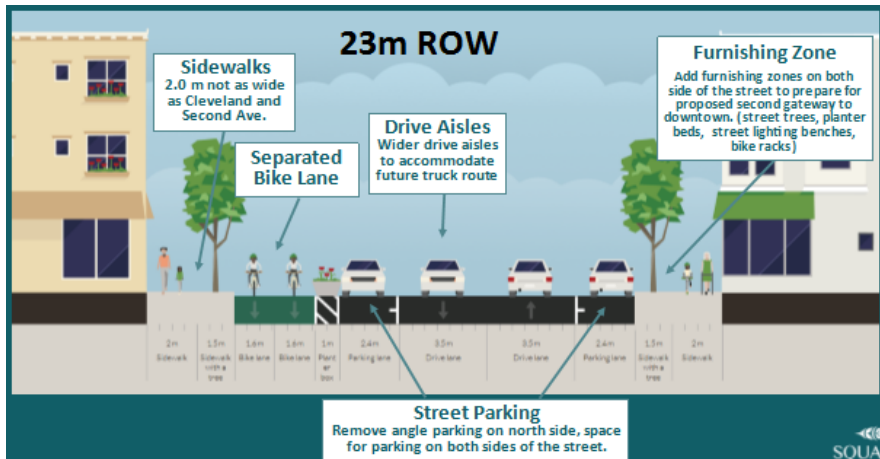 23m ROW
Sidewalks
2.0 m not as wide
as Cleveland and
Second Ave.
Separated
Bike Lane
Drive Aisles
Wider drive aisles
to accommodate
future truck route
Furnishing Zone
Add furnishing zones on both
side of the street to prepare for
proposed second gateway to
downtown. (street trees, planter
beds, street lighting benches,
bike racks)
2m
Sidewalk
1.5m
Sidewalk
with a
tree
1.6m
Bike lane
1.6m
Bike lane
1m
Plant
er
box
2.4m
Parking lane
3.5m
Drive lane
3.5m
Drive lane
2.4m
Parking lane
1.5m
Sidewalk
with a
tree
2m
Sidewalk
Street Parking
Remove angle parking on north side, space
for parking on both sides of the street.
SQUA